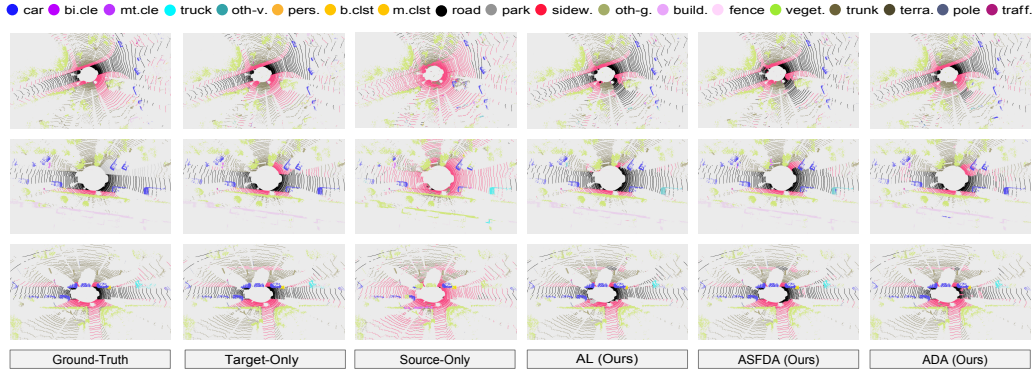 car bi.cle mt.cle truck oth-v. pers. b.clst m.clst road park sidew. oth-g. build. fence veget. trunk terra. pole traff.
Ground-Truth Target-Only Source-Only AL (Ours) ASFDA (Ours) ADA (Ours)